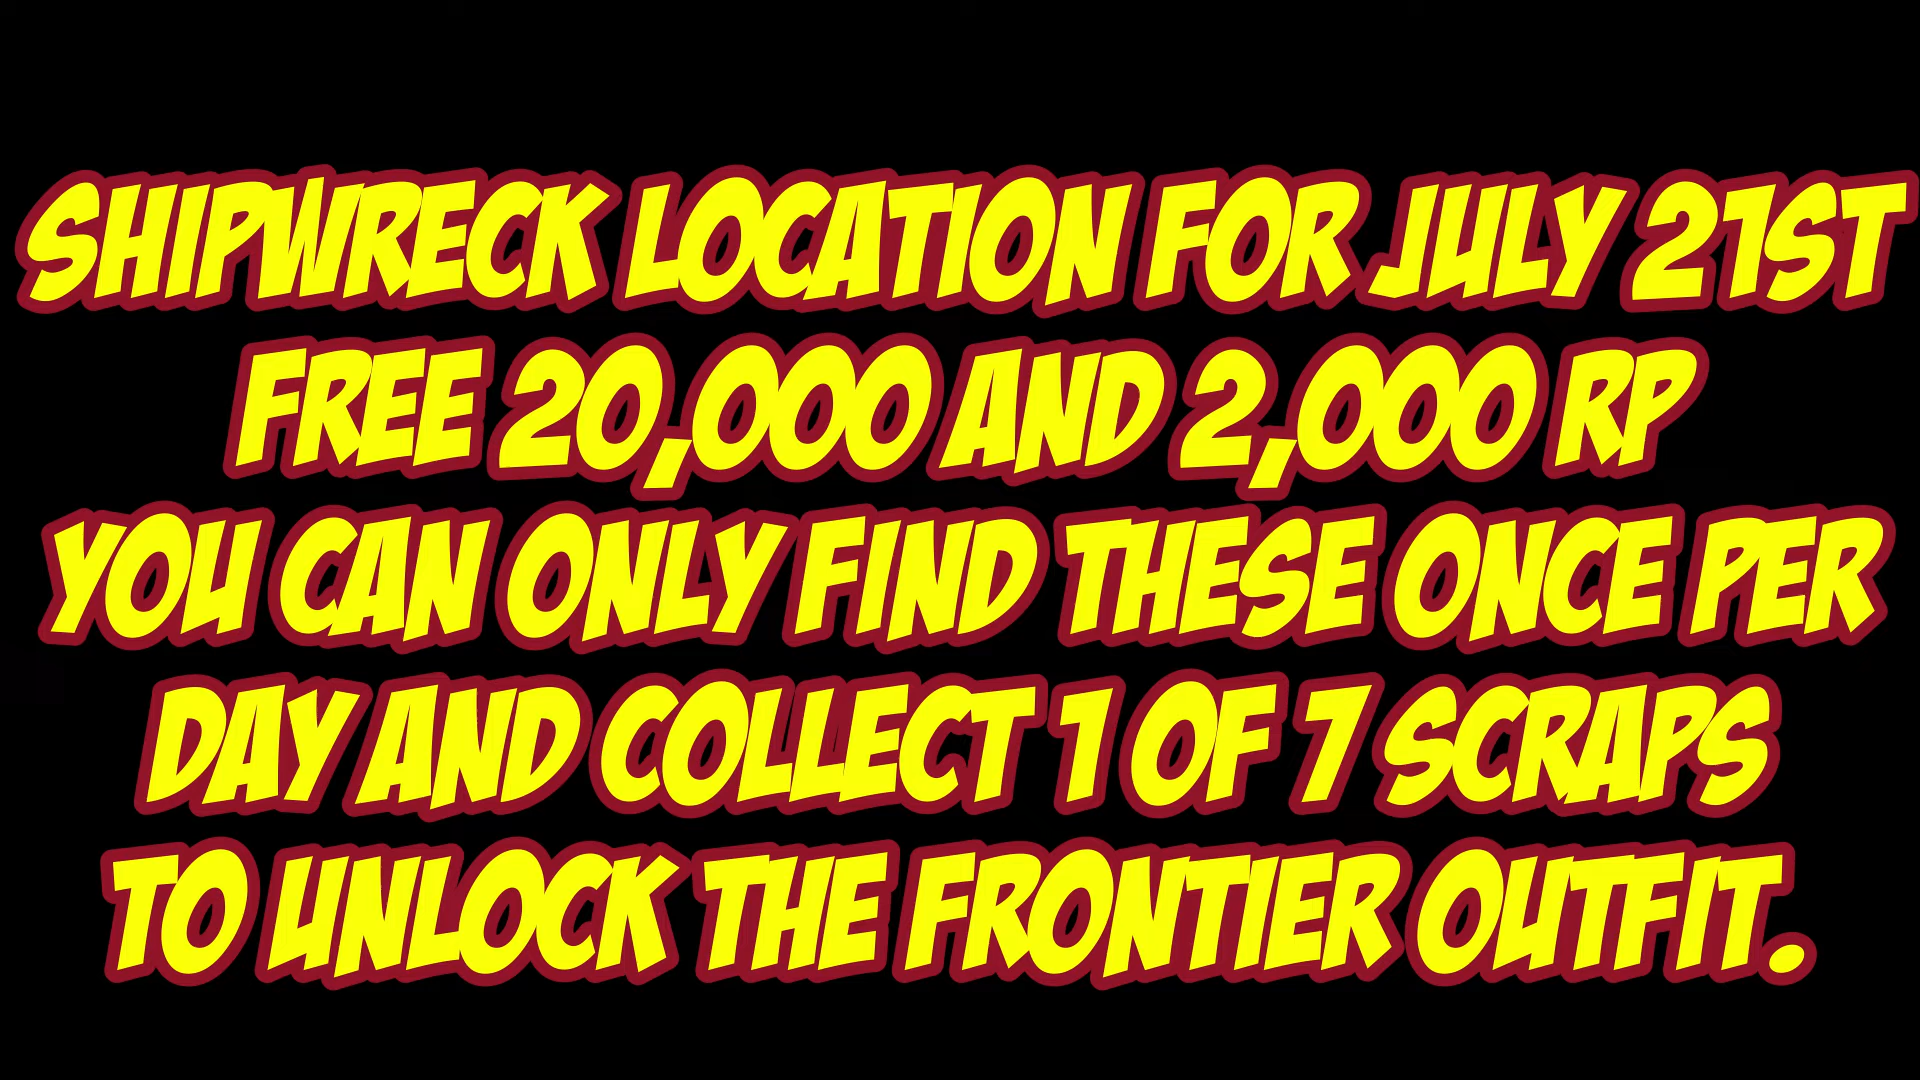 SHIPWRECK LOCATION FOR JULY 21ST
FREE 20,000 AND 2,000 RP
YOU CAN ONLY FIND THESE ONCE PER
DAY AND COLLECT 1 OF 7 SCRAPS
TO UNLOCK THE FRONTIER OUTFIT.